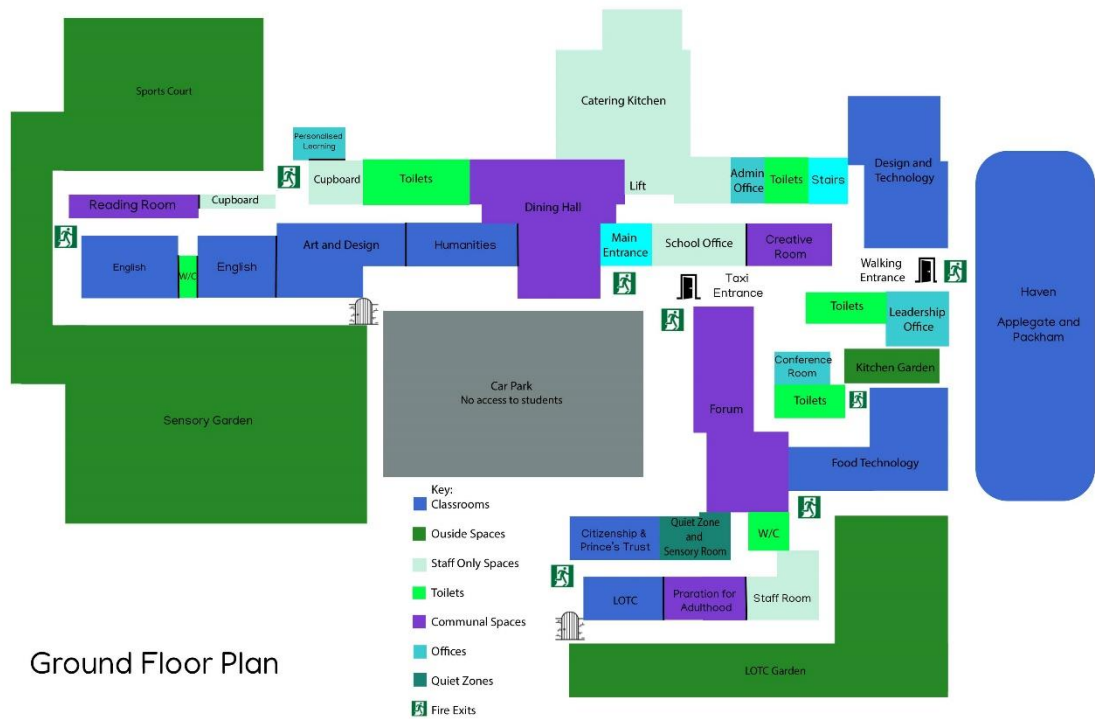 Sports Court
Catering Kitchen
Personalised
Learning
Cupboard
Toilets
Lift
Admin
Office
Toilets
Stairs
Design and
Technology
Reading Room
Cupboard
Dining Hall
English
W/C
English
Art and Design
Humanities
Main
Entrance
School Office
Creative
Room
Taxi
Entrance
Walking
Entrance
Haven
Applegate and
Packham
Toilets
Leadership
Office
Conference
Room
Kitchen Garden
Toilets
Car Park
No access to students
Forum
Sensory Garden
Food Technology
Key:
Classrooms
Ouside Spaces
Staff Only Spaces
Toilets
Communal Spaces
Offices
Quiet Zones
Fire Exits
Citizenship &
Prince's Trust
Quiet Zone
and
Sensory Room
W/C
LOTC
Praration for
Adulthood
Staff Room
LOTC Garden
Ground Floor Plan